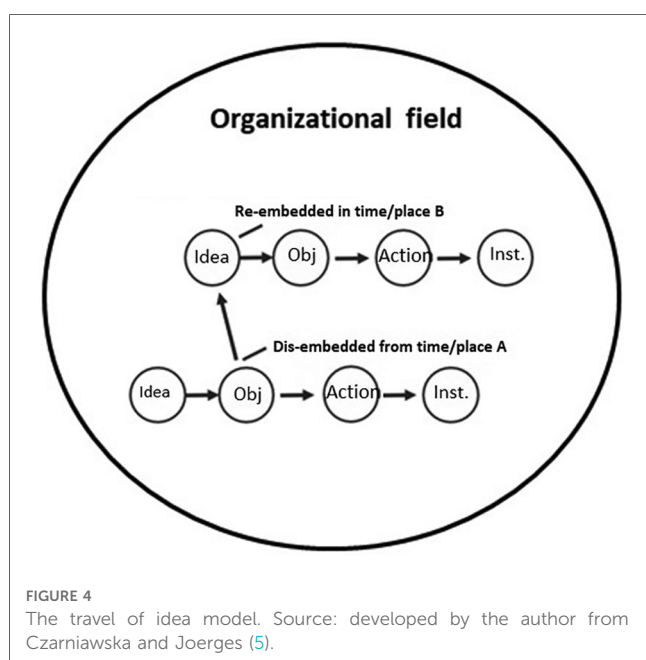 Organizational field
Re-embedded in time/place B
Idea Obj Action Inst.
Dis-embedded from time/place A
Idea Obj Action Inst.
FIGURE 4
The travel of idea model. Source: developed by the author from
Czarniawska and Joerges (5).